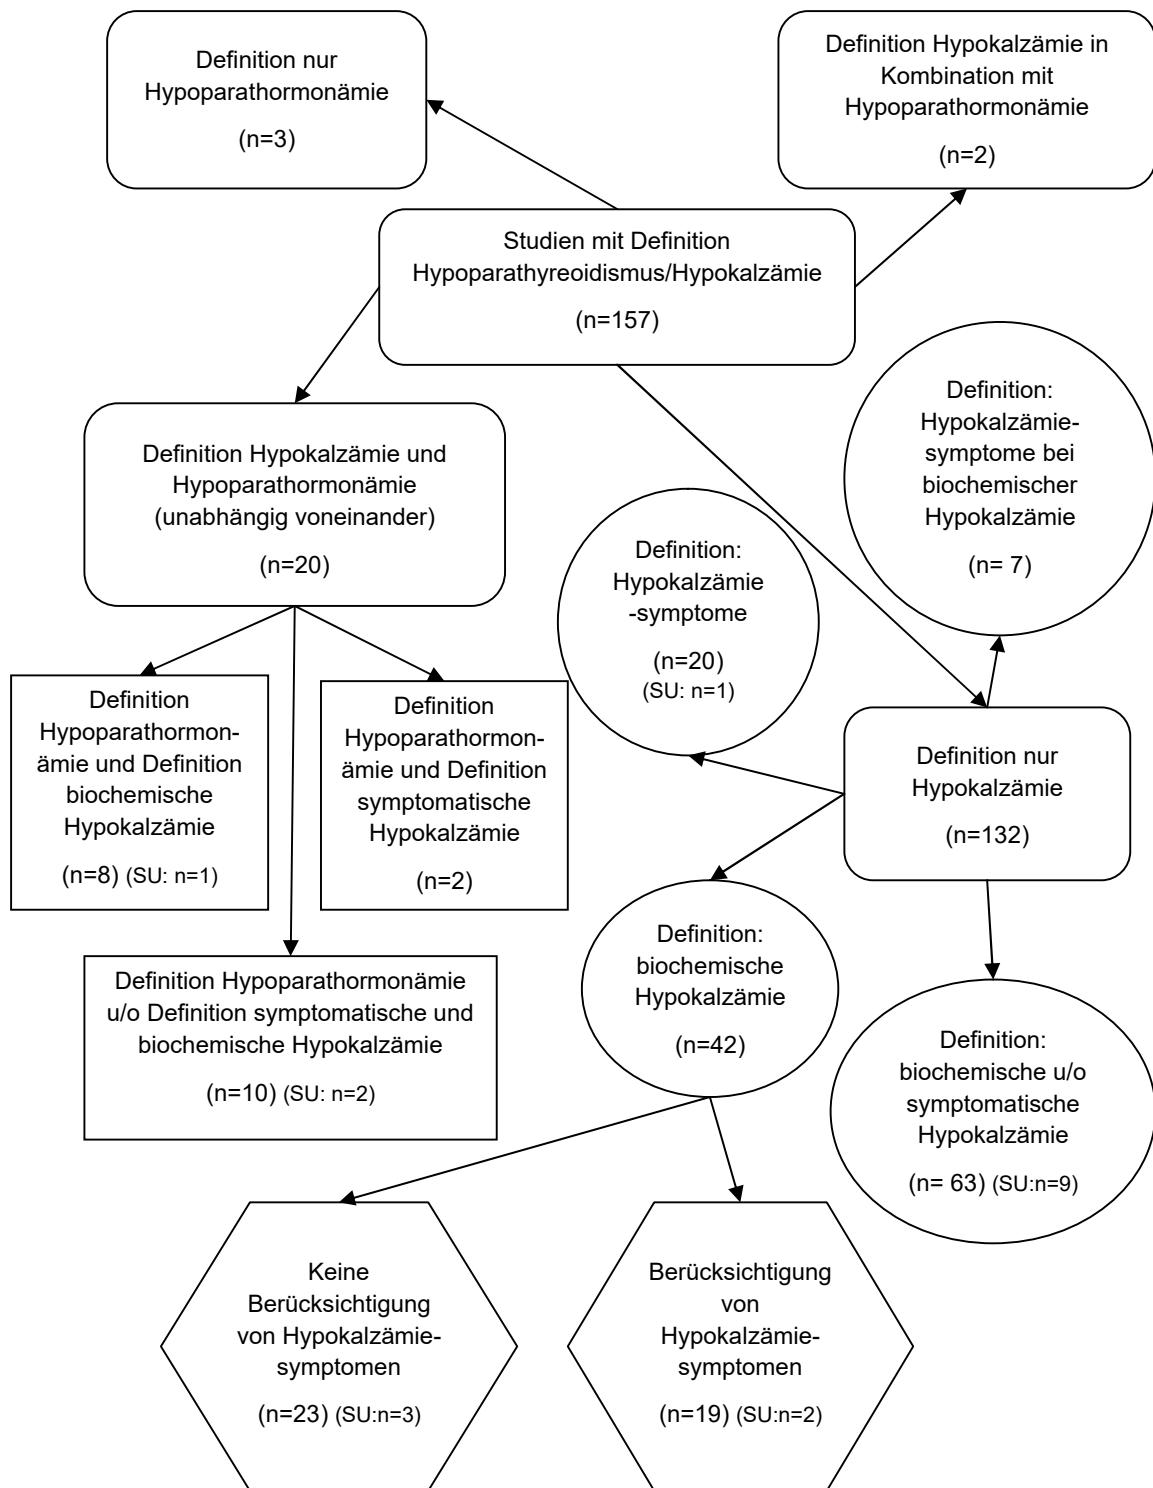 Definition nur
Hypoparathormonämie
(n=3)
Definition Hypokalzämie in
Kombination mit
Hypoparathormonämie
(n=2)
Studien mit Definition
Hypoparathyreoidismus/Hypokalzämie
(n=157)
Definition Hypokalzämie und
Hypoparathormonämie
(unabhängig voneinander)
(n=20)
Definition:
Hypokalzämie-
symptome bei
biochemischer
Hypokalzämie
(n= 7)
Definition:
Hypokalzämie
-symptome
(n=20)
(SU: n=1)
Definition
Hypoparathormon-
ämie und Definition
biochemische
Hypokalzämie
(n=8) (SU: n=1)
Definition
Hypoparathormon-
ämie und Definition
symptomatische
Hypokalzämie
(n=2)
Definition nur
Hypokalzämie
(n=132)
Definition Hypoparathormonämie
u/o Definition symptomatische und
biochemische Hypokalzämie
(n=10) (SU: n=2)
Definition:
biochemische
Hypokalzämie
(n=42)
Definition:
biochemische u/o
symptomatische
Hypokalzämie
(n= 63) (SU:n=9)
Keine
Berücksichtigung
von Hypokalzämie-
symptomen
(n=23) (SU:n=3)
Berücksichtigung
von
Hypokalzämie-
symptomen
(n=19) (SU:n=2)